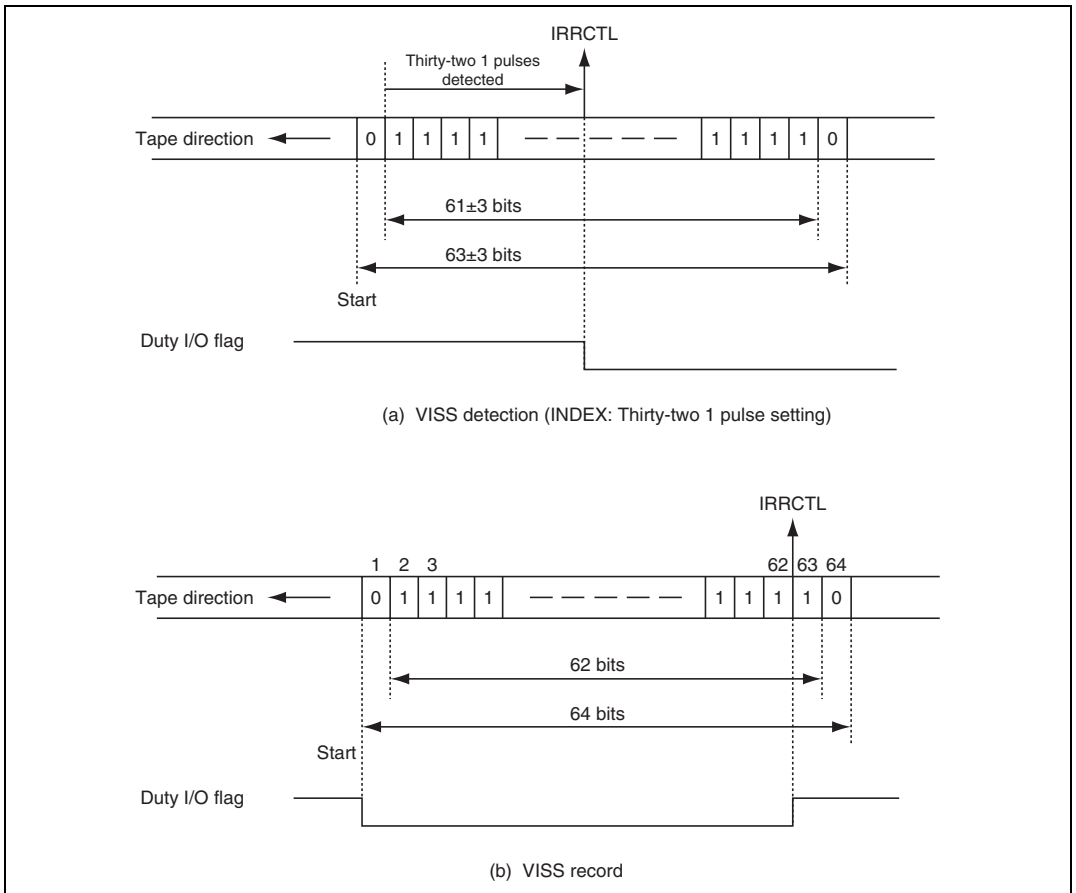 IRRCTL
Thirty-two 1 pulses
detected
Tape direction
0 1 1 1 1 1 1 1 1 0
61±3 bits
63±3 bits
Start
Duty I/O flag
(a) VISS detection (INDEX: Thirty-two 1 pulse setting)
IRRCTL
1 2 3 62 63 64
Tape direction
0 1 1 1 1 1 1 1 1 0
62 bits
64 bits
Start
Duty I/O flag
(b) VISS record